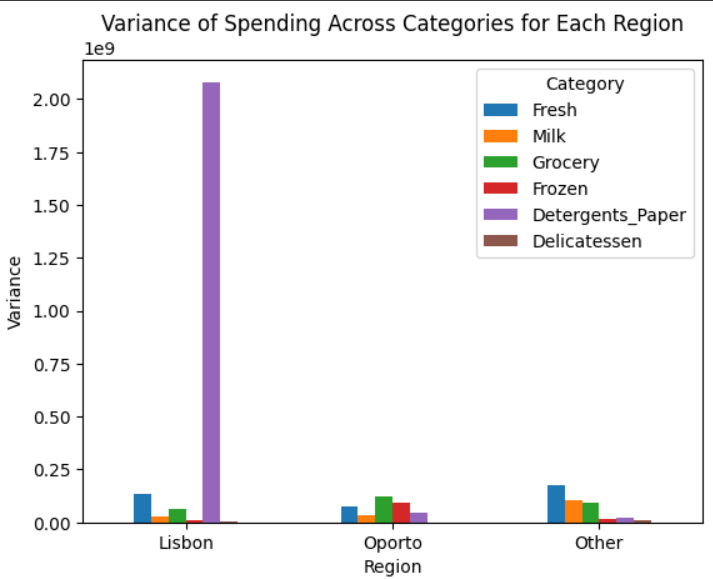 Variance of Spending Across Categories for Each Region
1e9
2.00
1.75
1.50
1.25
1.00
0.75
0.50
0.25
0.00
Variance
Category
Fresh
Milk
Grocery
Frozen
Detergents_Paper
Delicatessen
Lisbon
Oporto
Other
Region